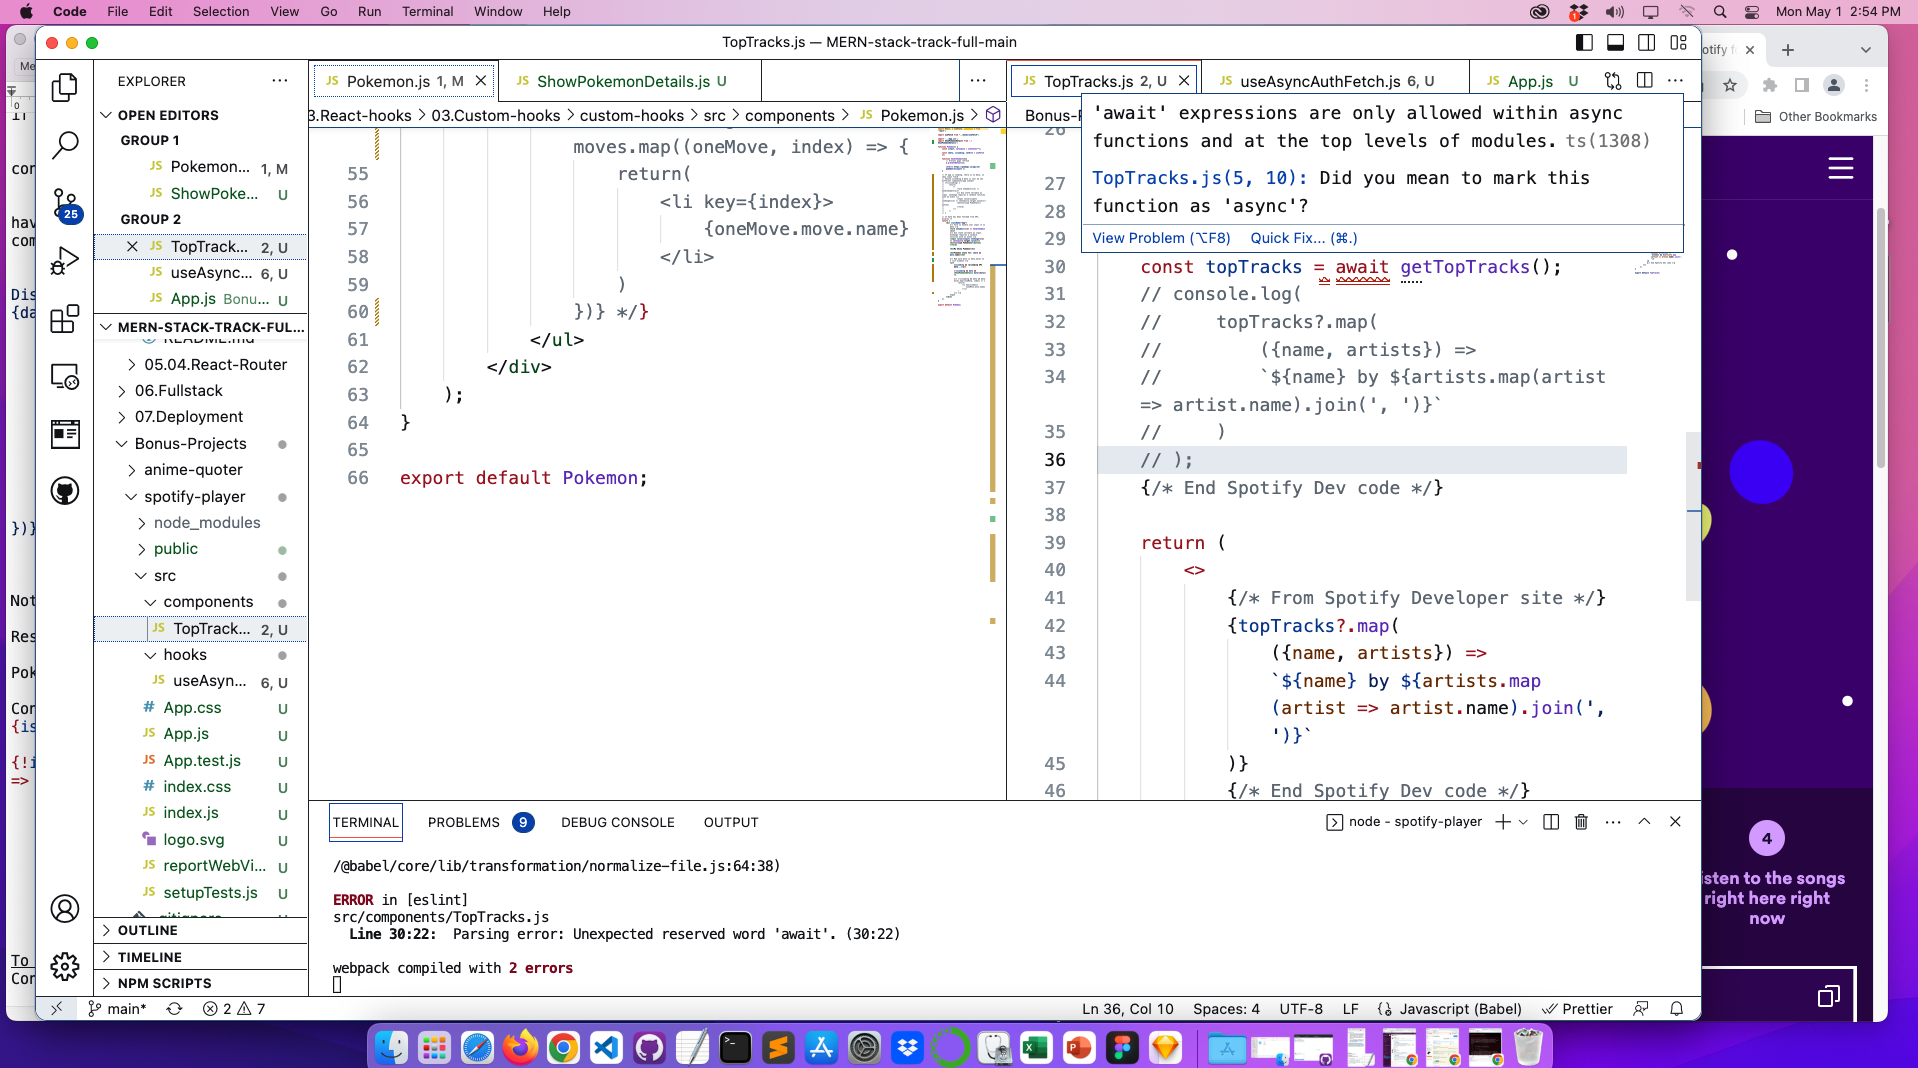 Code File Edit Selection View Go Run Terminal Window Help
Mon May 1 2:54 PM
TopTracks.js — MERN-stack-track-full-main
EXPLORER
OPEN EDITORS
GROUP 1
JS Pokemon... 1, M
JS ShowPoke... U
GROUP 2
JS TopTrack... 2, U
JS useAsync... 6, U
JS App.js Bonu... U
MERN-STACK-TRACK-FUL...
README.md
05.04.React-Router
06.Fullstack
07.Deployment
Bonus-Projects
anime-quoter
spotify-player
node_modules
public
src
components
JS TopTrack... 2, U
hooks
JS useAsyn... 6, U
# App.css U
JS App.js U
JS App.test.js U
# index.css U
JS index.js U
logo.svg U
JS reportWebVi... U
JS setupTests.js U
.gitignore
OUTLINE
TIMELINE
NPM SCRIPTS
25
JS Pokemon.js 1, M
JS ShowPokemonDetails.js U
3.React-hooks > 03.Custom-hooks > custom-hooks > src > components > JS Pokemon.js >
moves.map((oneMove, index) => {
55 return(
56 <li key={index}>
57 {oneMove.move.name}
58 </li>
59 )
60 })} */}
61 </ul>
62 </div>
63 );
64 }
65
66 export default Pokemon;
JS TopTracks.js 2, U
JS useAsyncAuthFetch.js 6, U
JS App.js U
'await' expressions are only allowed within async
functions and at the top levels of modules. ts(1308)
TopTracks.js(5, 10): Did you mean to mark this
function as 'async'?
View Problem (⌥F8) Quick Fix... (⌘.)
26
27
28
29
30 const topTracks = await getTopTracks();
31 // console.log(
32 // topTracks?.map(
33 // ({name, artists}) =>
34 // `${name} by ${artists.map(artist
=> artist.name).join(', ')}`
35 // )
36 // );
37 {/* End Spotify Dev code */}
38
39 return (
40 <>
41 {/* From Spotify Developer site */}
42 {topTracks?.map(
43 ({name, artists}) =>
44 `${name} by ${artists.map
(artist => artist.name).join(',
')}`
45 )}
46 {/* End Spotify Dev code */}
TERMINAL PROBLEMS 9 DEBUG CONSOLE OUTPUT
node - spotify-player
/@babel/core/lib/transformation/normalize-file.js:64:38)
ERROR in [eslint]
src/components/TopTracks.js
Line 30:22: Parsing error: Unexpected reserved word 'await'. (30:22)
webpack compiled with 2 errors
main* 2 7
Ln 36, Col 10 Spaces: 4 UTF-8 LF Javascript (Babel) Prettier
Other Bookmarks
4
isten to the songs
right here right
now